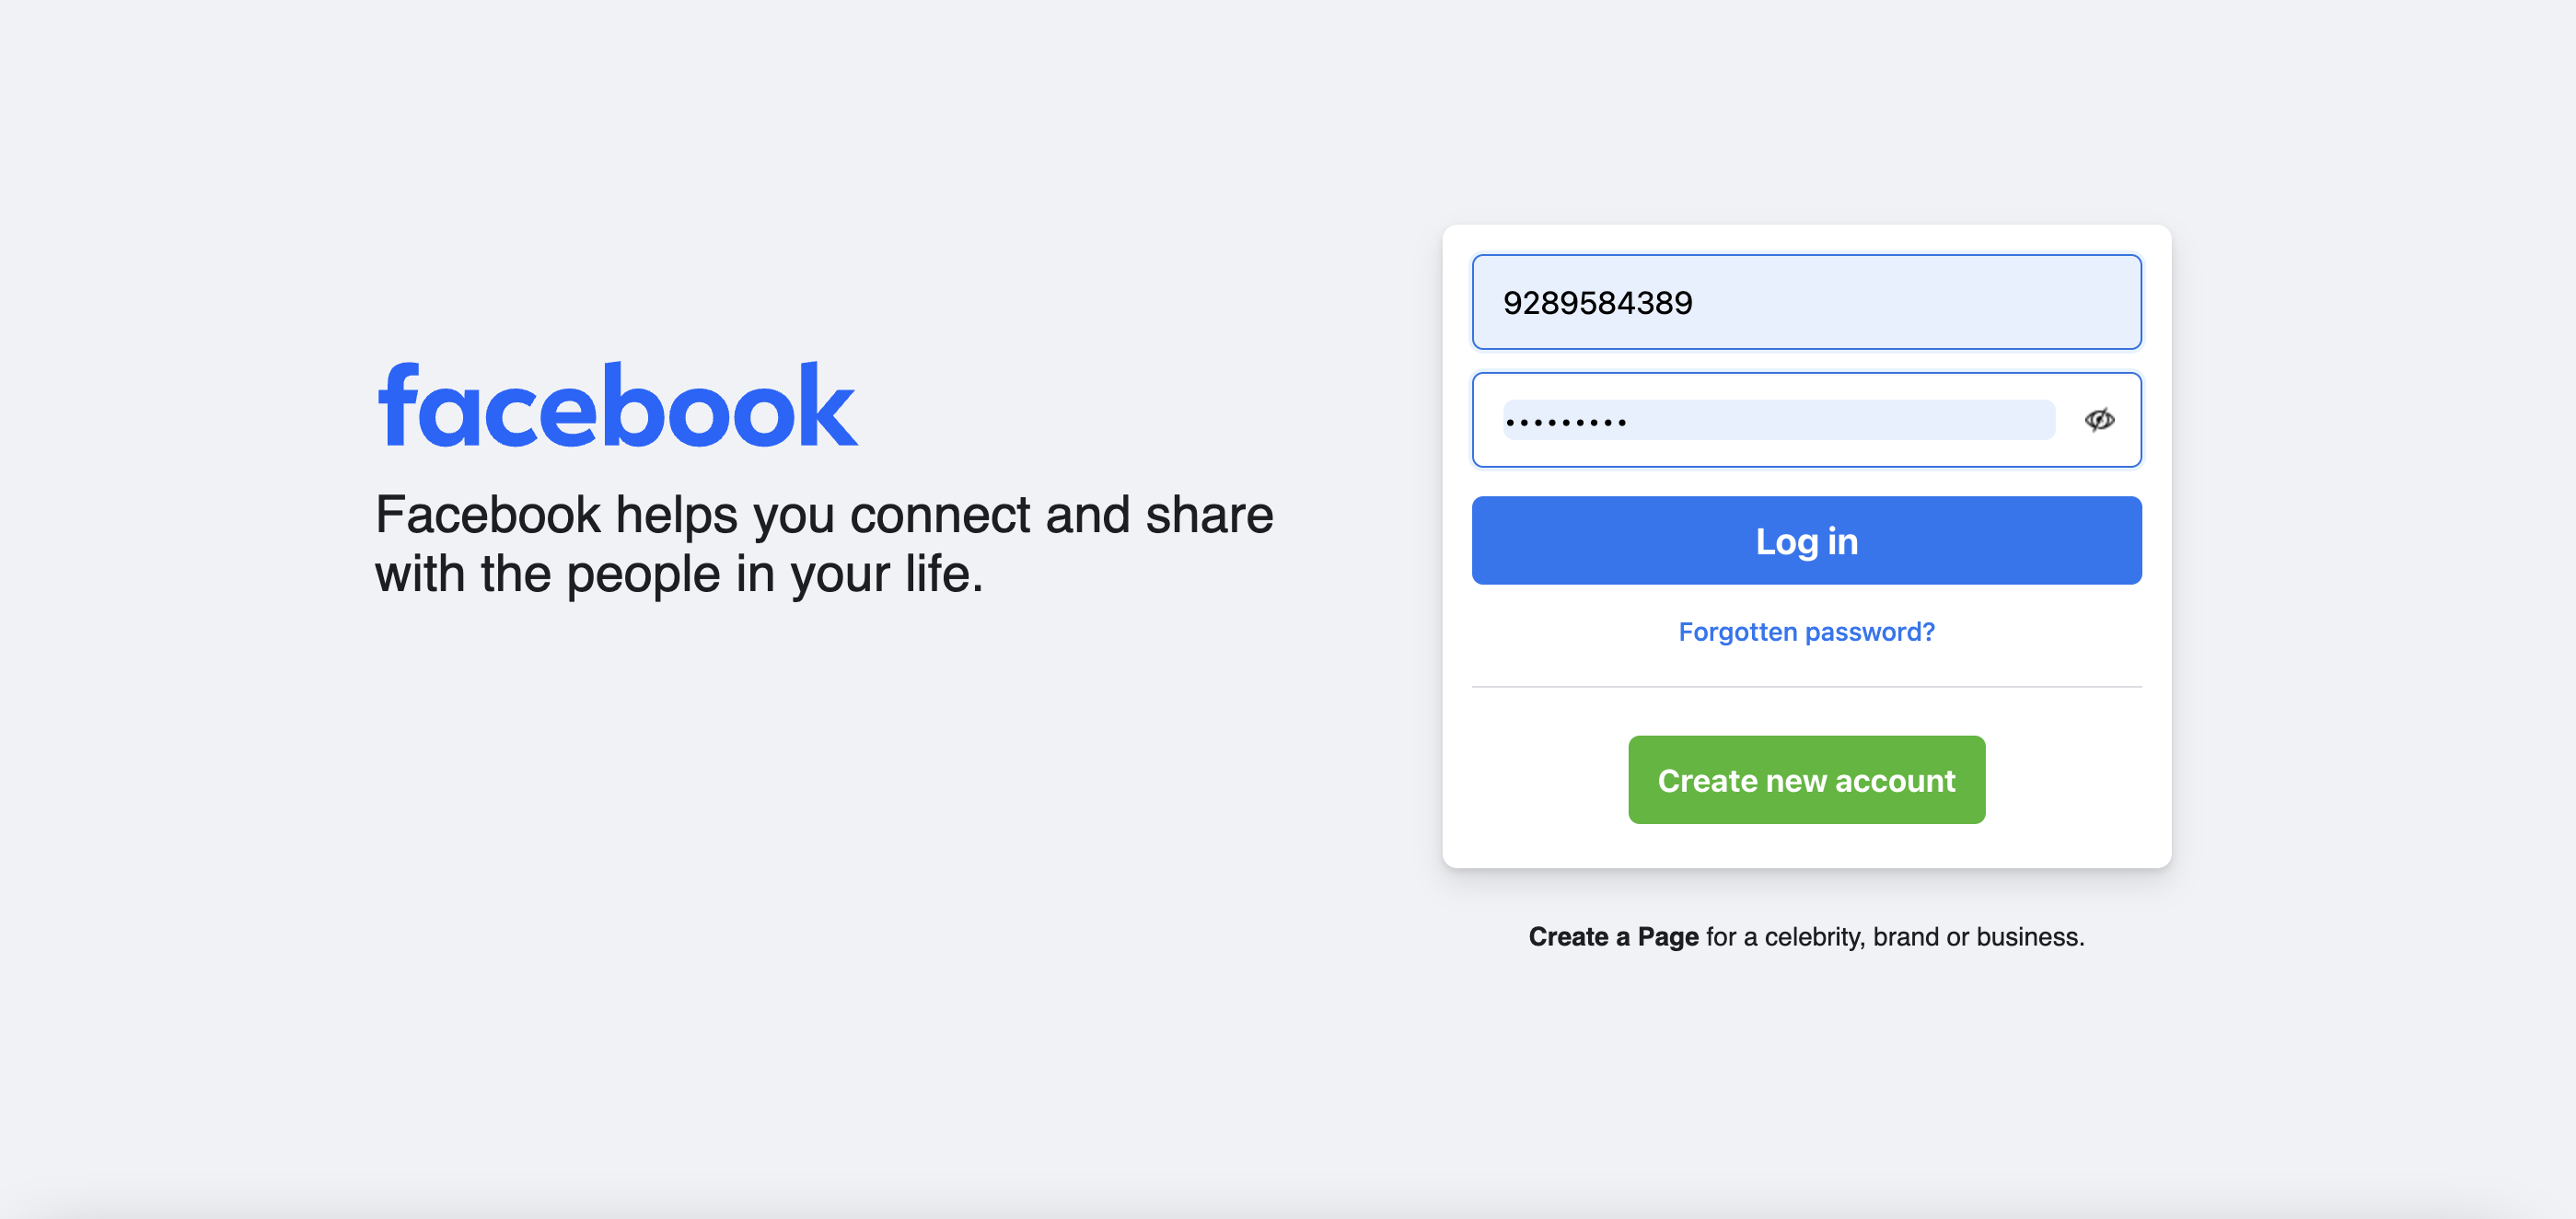 facebook
Facebook helps you connect and share
with the people in your life.
9289584389
•••••••••
Log in
Forgotten password?
Create new account
Create a Page for a celebrity, brand or business.